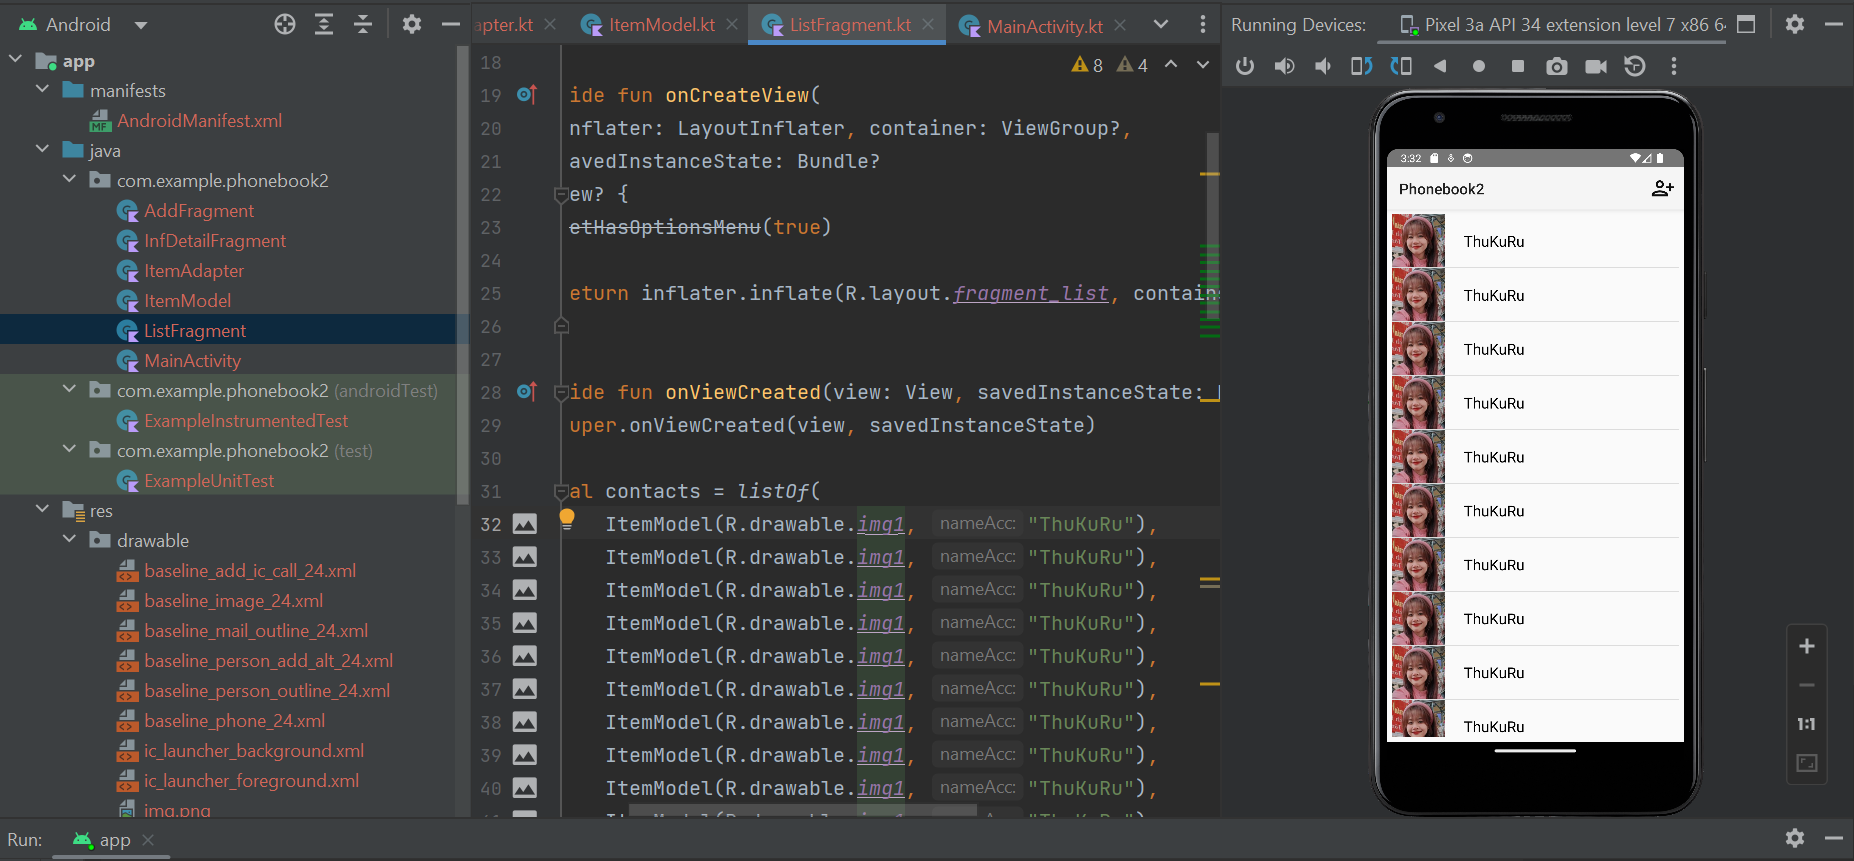 Android
apter.kt
ItemModel.kt
ListFragment.kt
MainActivity.kt
Running Devices:
Pixel 3a API 34 extension level 7 x86 64
app
manifests
AndroidManifest.xml
java
com.example.phonebook2
AddFragment
InfDetailFragment
ItemAdapter
ItemModel
ListFragment
MainActivity
com.example.phonebook2 (androidTest)
ExampleInstrumentedTest
com.example.phonebook2 (test)
ExampleUnitTest
res
drawable
baseline_add_ic_call_24.xml
baseline_image_24.xml
baseline_mail_outline_24.xml
baseline_person_add_alt_24.xml
baseline_person_outline_24.xml
baseline_phone_24.xml
ic_launcher_background.xml
ic_launcher_foreground.xml
img.png
8 4
18
19 ide fun onCreateView(
20 nflater: LayoutInflater, container: ViewGroup?,
21 avedInstanceState: Bundle?
22 ew? {
23 etHasOptionsMenu(true)
24
25 eturn inflater.inflate(R.layout.fragment_list, contain
26
27
28 ide fun onViewCreated(view: View, savedInstanceState:
29 uper.onViewCreated(view, savedInstanceState)
30
31 al contacts = listOf(
32 ItemModel(R.drawable.img1, nameAcc: "ThuKuRu"),
33 ItemModel(R.drawable.img1, nameAcc: "ThuKuRu"),
34 ItemModel(R.drawable.img1, nameAcc: "ThuKuRu"),
35 ItemModel(R.drawable.img1, nameAcc: "ThuKuRu"),
36 ItemModel(R.drawable.img1, nameAcc: "ThuKuRu"),
37 ItemModel(R.drawable.img1, nameAcc: "ThuKuRu"),
38 ItemModel(R.drawable.img1, nameAcc: "ThuKuRu"),
39 ItemModel(R.drawable.img1, nameAcc: "ThuKuRu"),
40 ItemModel(R.drawable.img1, nameAcc: "ThuKuRu"),
3:32
Phonebook2
ThuKuRu
ThuKuRu
ThuKuRu
ThuKuRu
ThuKuRu
ThuKuRu
ThuKuRu
ThuKuRu
ThuKuRu
ThuKuRu
1:1
Run: app